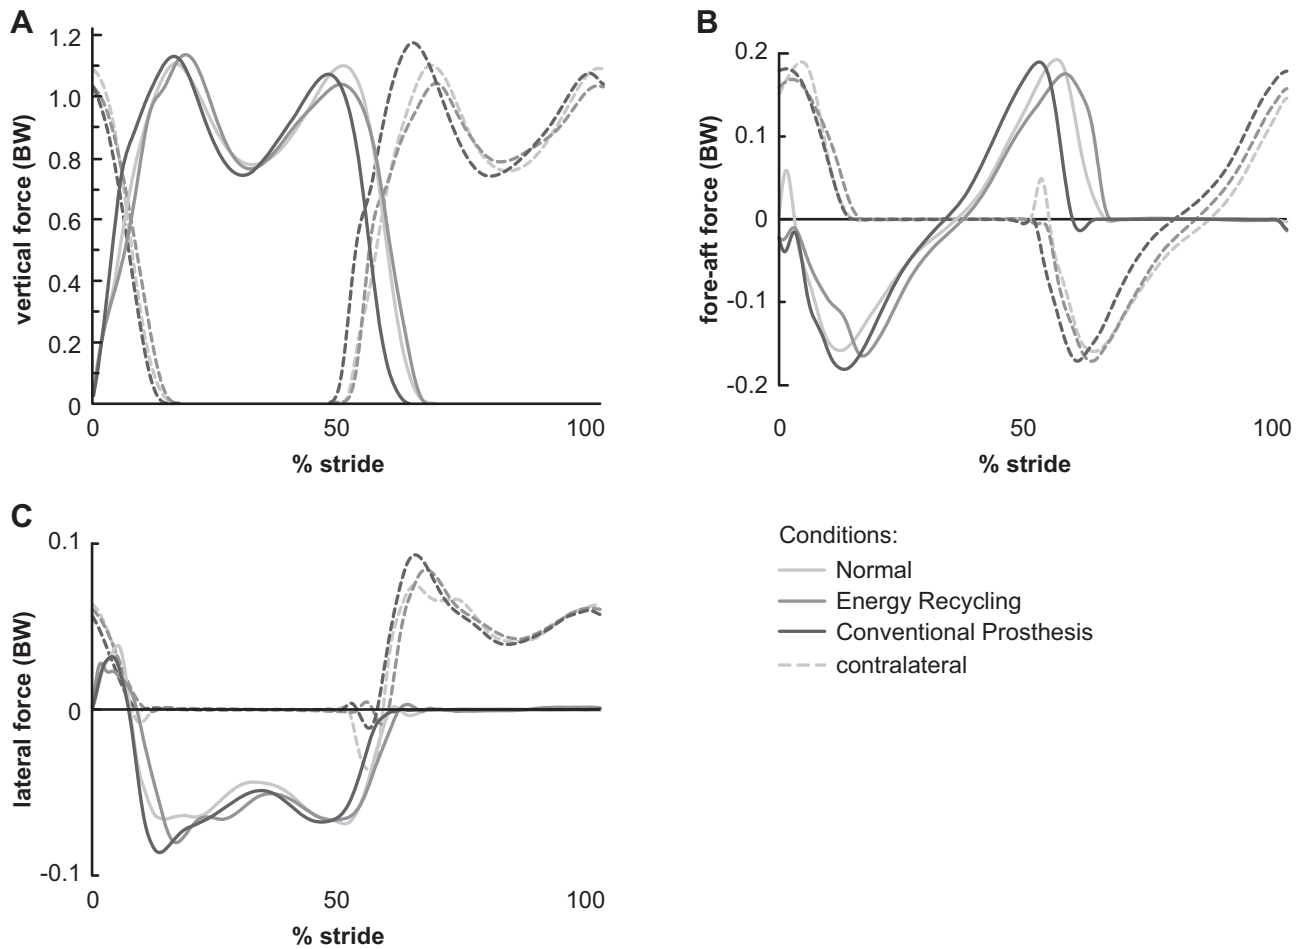 A
1.2
1.0
0.8
0.6
0.4
0.2
0
vertical force (BW)
0
50
100
% stride
B
0.2
0.1
0
-0.1
-0.2
fore-aft force (BW)
0
50
100
% stride
C
0.1
0
-0.1
lateral force (BW)
0
50
100
% stride
Conditions:
Normal
Energy Recycling
Conventional Prosthesis
contralateral